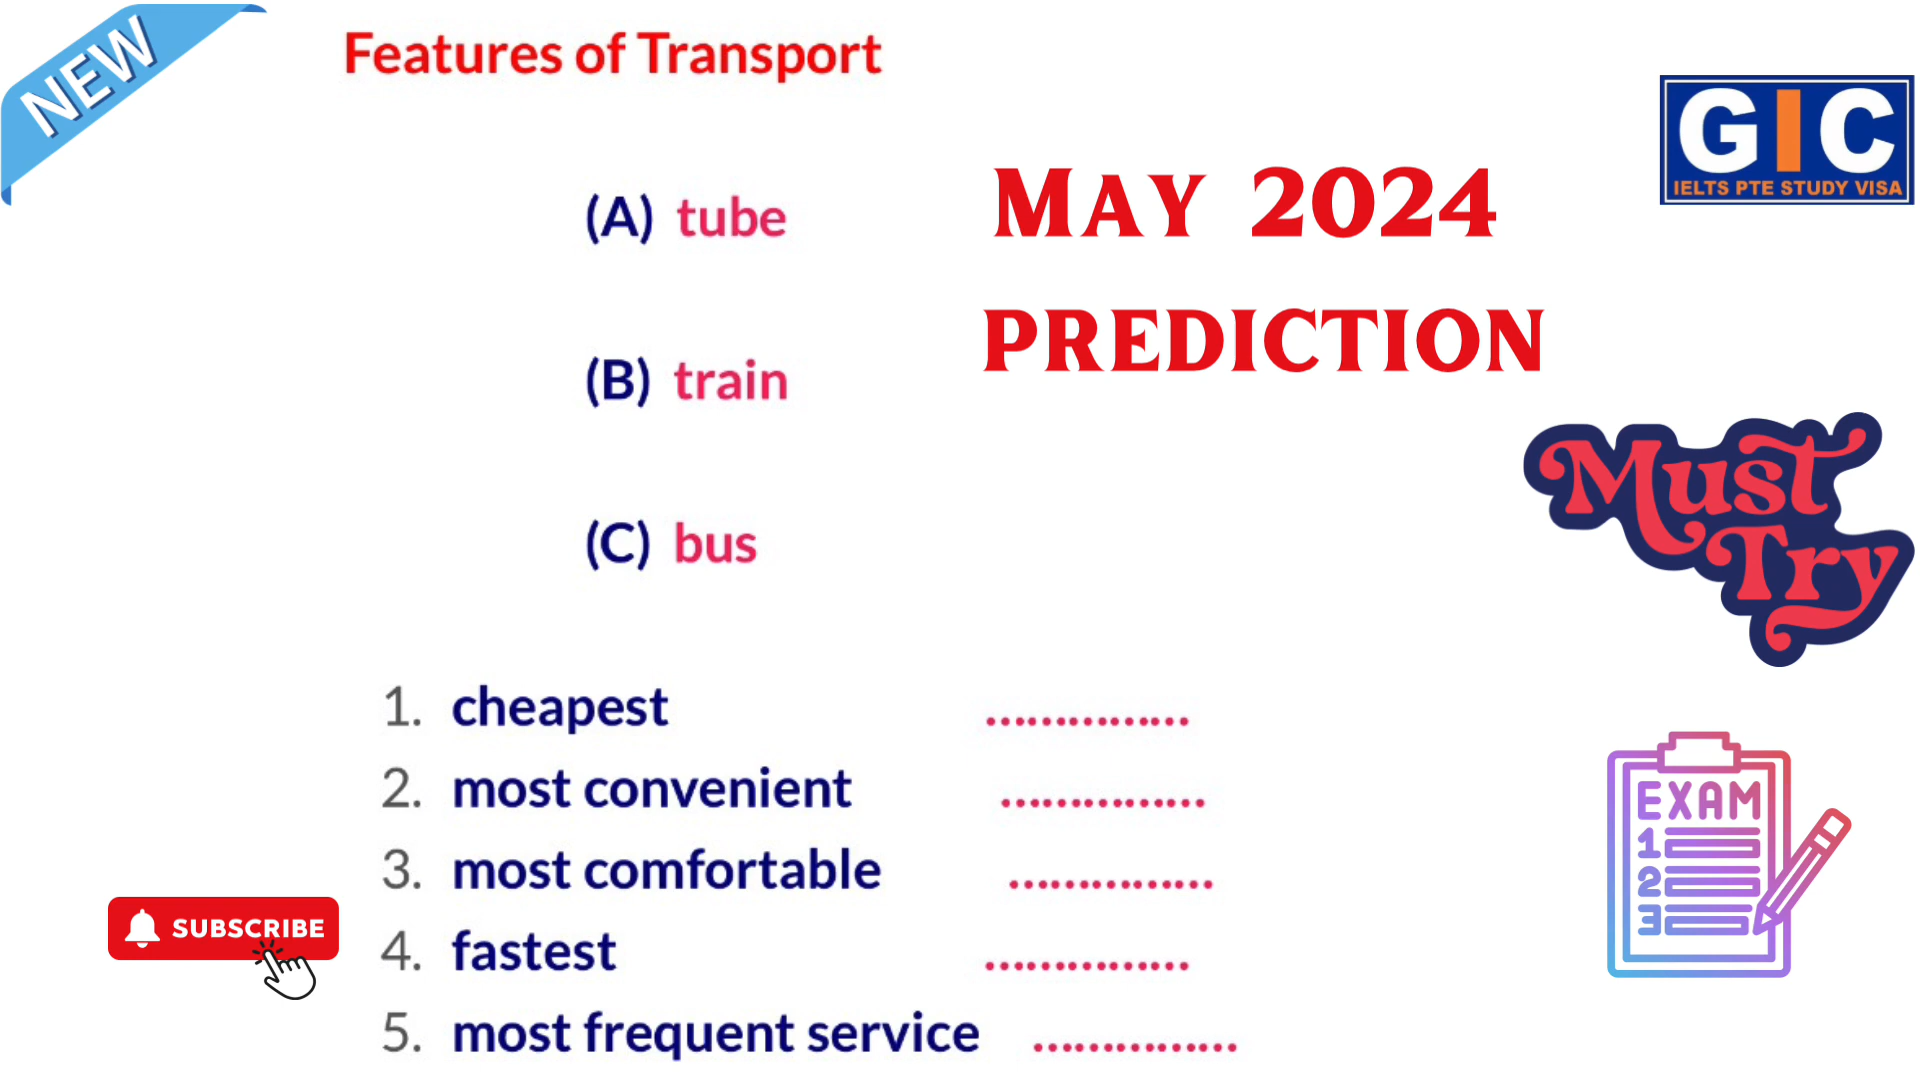 NEW
Features of Transport
GIC
IELTS PTE STUDY VISA
(A) tube
MAY 2024
PREDICTION
(B) train
Must
Try
(C) bus
1. cheapest ...............
2. most convenient ...............
3. most comfortable ...............
4. fastest ...............
5. most frequent service ...............
SUBSCRIBE
EXAM
1
2
3